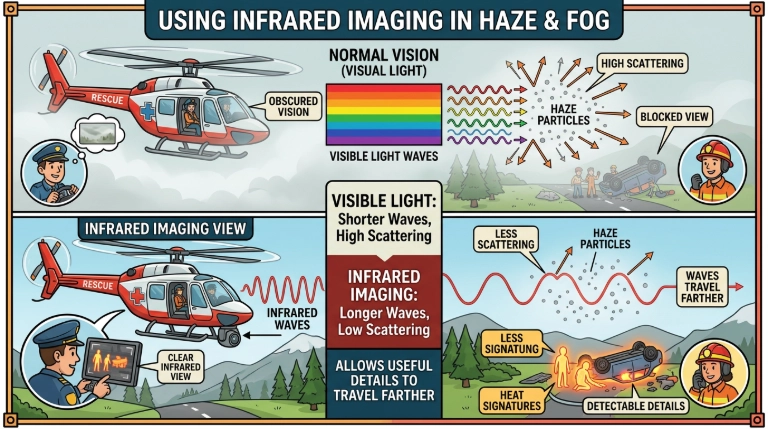 USING INFRARED IMAGING IN HAZE & FOG
RESCUE
OBSCURED
VISION
NORMAL VISION
(VISUAL LIGHT)
VISIBLE LIGHT WAVES
HIGH SCATTERING
HAZE
PARTICLES
BLOCKED VIEW
VISIBLE LIGHT:
Shorter Waves,
High Scattering
INFRARED
IMAGING:
Longer Waves,
Low Scattering
ALLOWS USEFUL
DETAILS TO
TRAVEL FARTHER
INFRARED IMAGING VIEW
RESCUE
INFRARED
WAVES
CLEAR
INFRARED
VIEW
LESS
SCATTERING
HAZE
PARTICLES
WAVES
TRAVEL
FARTHER
LESS
SIGNATUNG
HEAT
SIGNATURES
DETECTABLE DETAILS